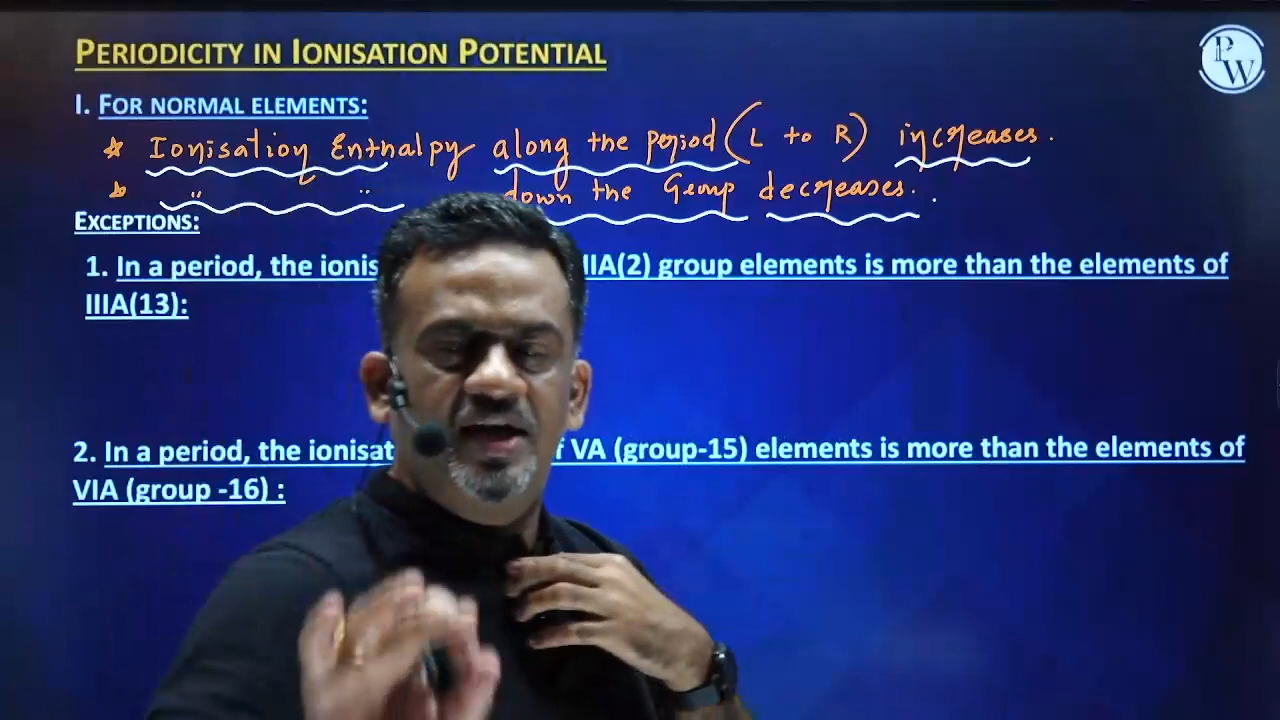 PERIODICITY IN IONISATION POTENTIAL
PW
I. FOR NORMAL ELEMENTS:
* Ionisation Enthalpy along the period (L to R) increases.
* " " down the Group decreases.
EXCEPTIONS:
1. In a period, the ionis IIA(2) group elements is more than the elements of
IIIA(13):
2. In a period, the ionisat VA (group-15) elements is more than the elements of
VIA (group -16) :